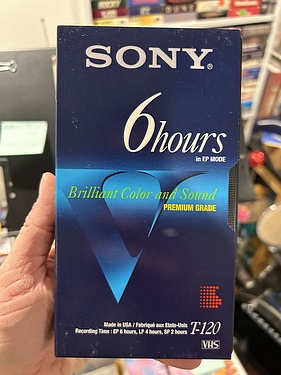 SONY®
6hours
in EP MODE
Brilliant Color and Sound
PREMIUM GRADE
V
Made in USA / Fabriqué aux Etats-Unis
Recording Time : EP 6 hours, LP 4 hours, SP 2 hours
T-120
VHS